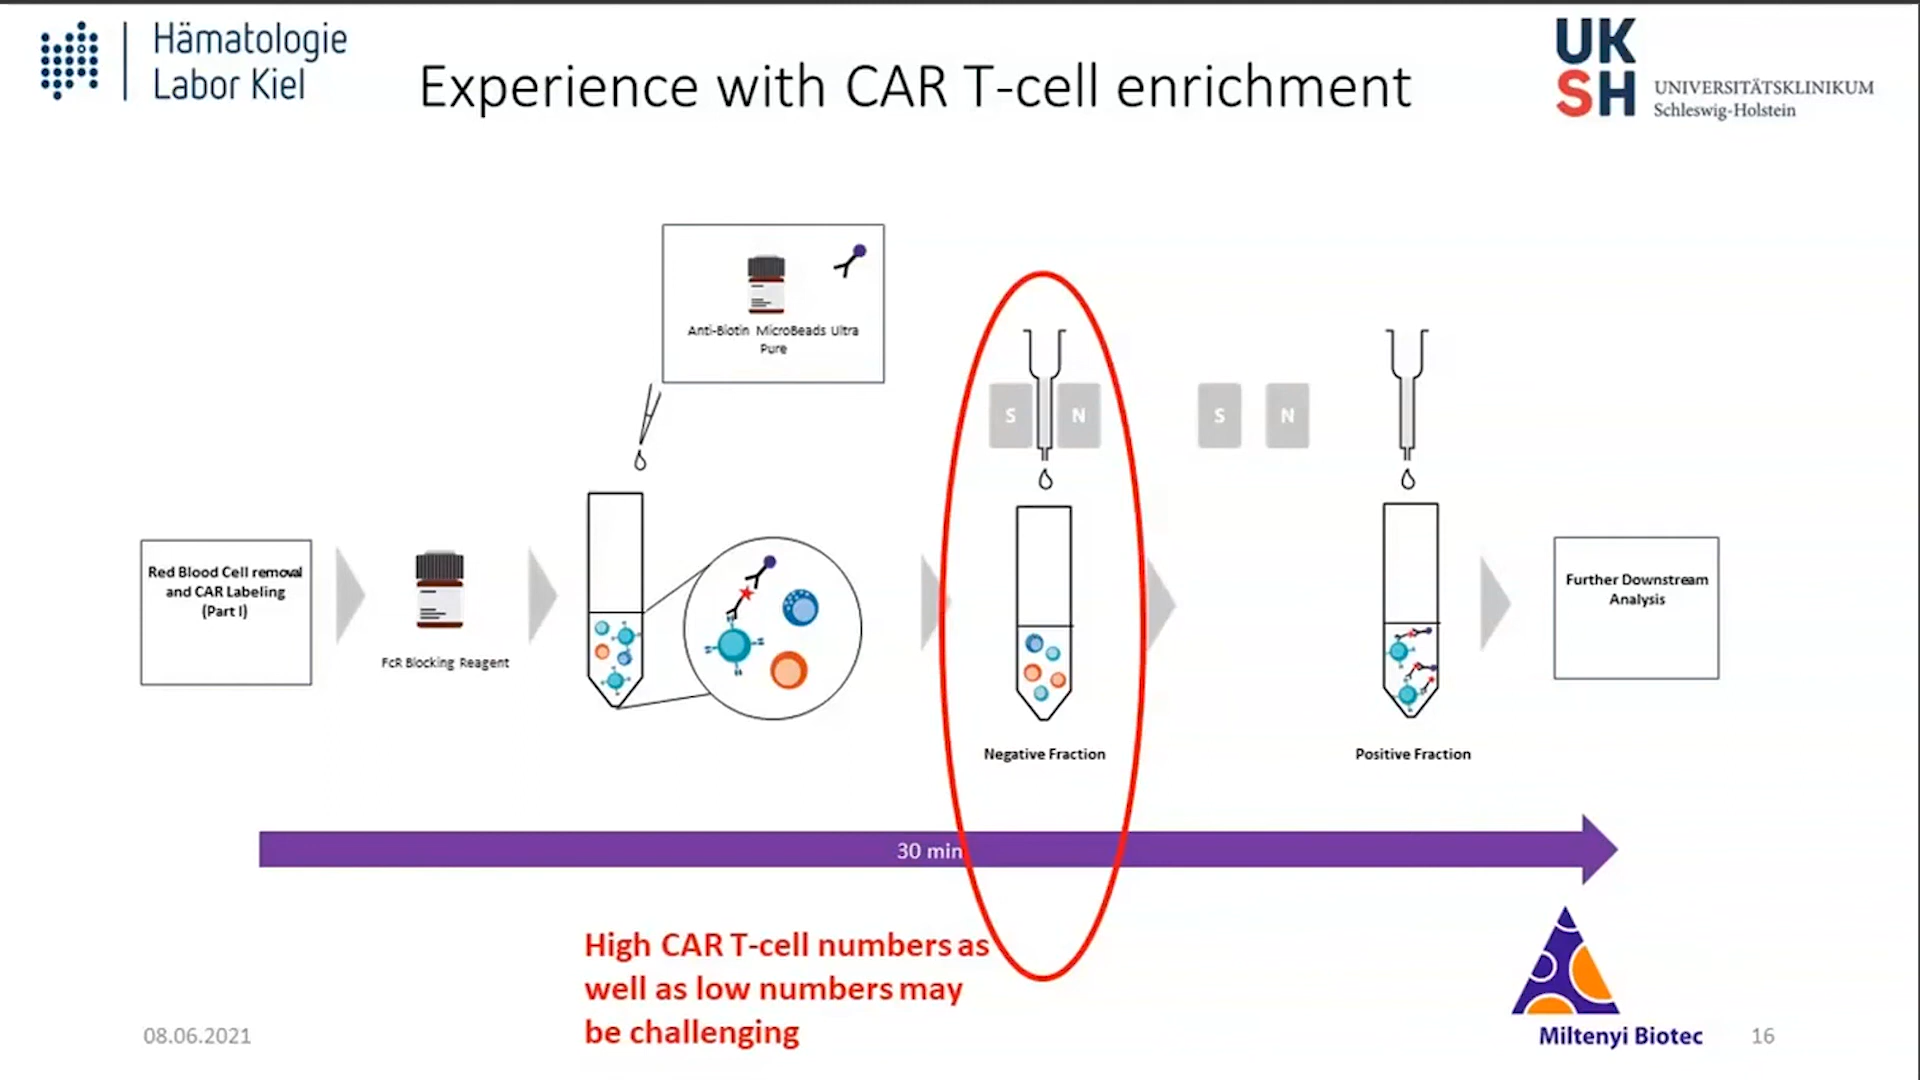 Hämatologie
Labor Kiel
Experience with CAR T-cell enrichment
UK
SH
UNIVERSITÄTSKLINIKUM
Schleswig-Holstein
Anti-Biotin MicroBeads Ultra
Pure
S N
S N
Red Blood Cell removal
and CAR Labeling
(Part I)
FcR Blocking Reagent
Further Downstream
Analysis
Negative Fraction
Positive Fraction
30 min
High CAR T-cell numbers as
well as low numbers may
be challenging
08.06.2021
Miltenyi Biotec
16